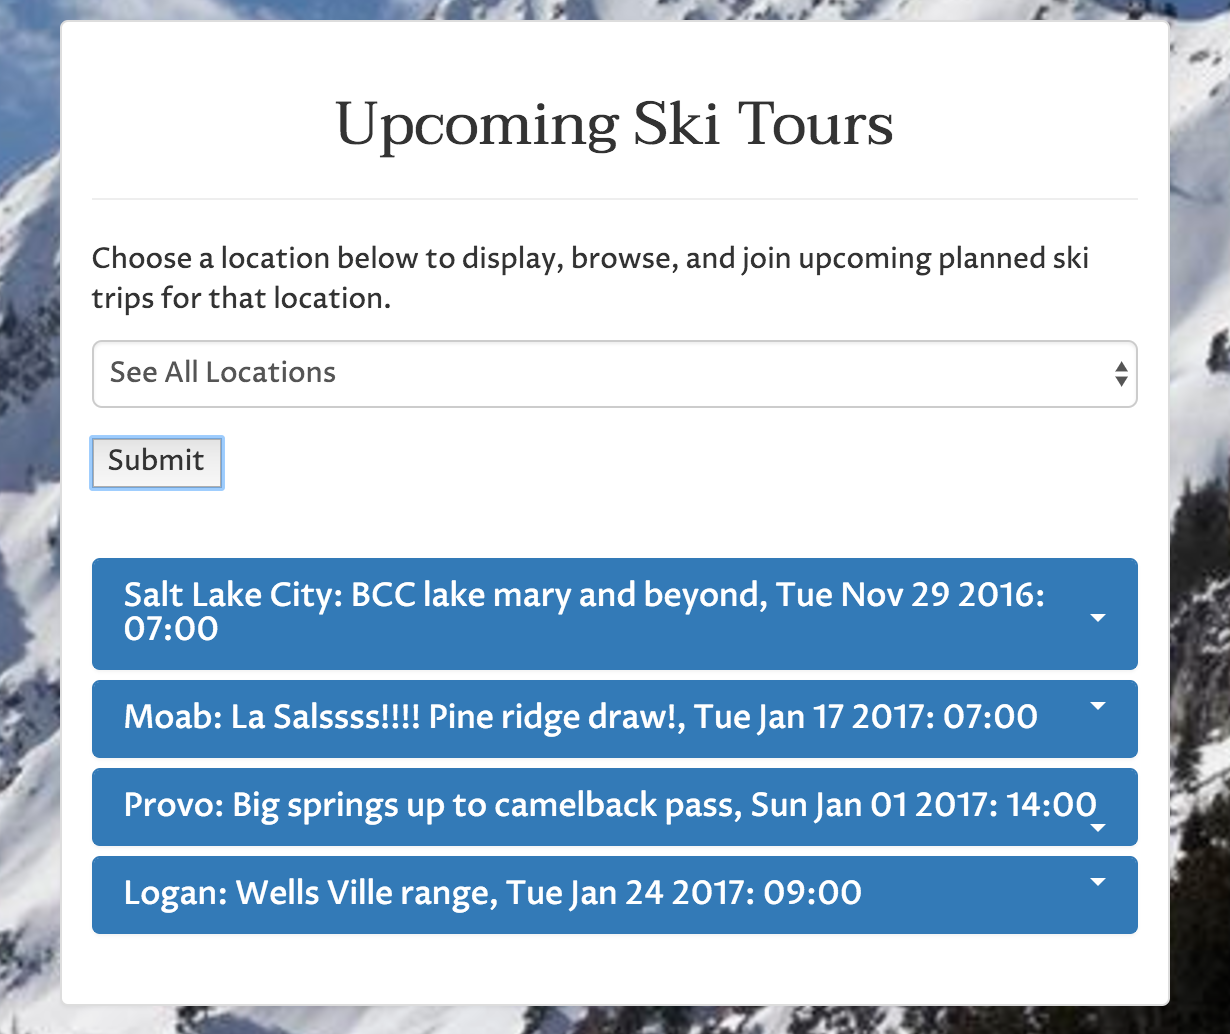 Upcoming Ski Tours
Choose a location below to display, browse, and join upcoming planned ski
trips for that location.
See All Locations
Submit
Salt Lake City: BCC lake mary and beyond, Tue Nov 29 2016:
07:00
Moab: La Salssss!!!! Pine ridge draw!, Tue Jan 17 2017: 07:00
Provo: Big springs up to camelback pass, Sun Jan 01 2017: 14:00
Logan: Wells Ville range, Tue Jan 24 2017: 09:00